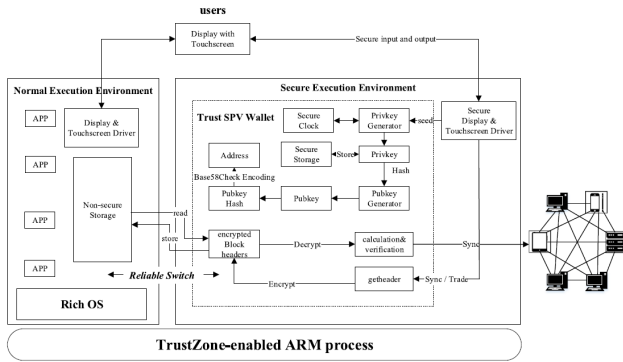 users
Display with
Touchscreen
Secure input and output
Normal Execution Environment
APP
Display &
Touchscreen Driver
APP
Non-secure
Storage
APP
APP
Rich OS
read
store
Reliable Switch
Secure Execution Environment
Trust SPV Wallet
Secure
Clock
Privkey
Generator
seed
Secure
Display &
Touchscreen Driver
Address
Secure
Storage
Store
Privkey
Base58Check Encoding
Hash
Pubkey
Hash
Pubkey
Pubkey
Generator
encrypted
Block
headers
Decrypt
calculation&
verification
Sync
Encrypt
getheader
Sync / Trade
TrustZone-enabled ARM process